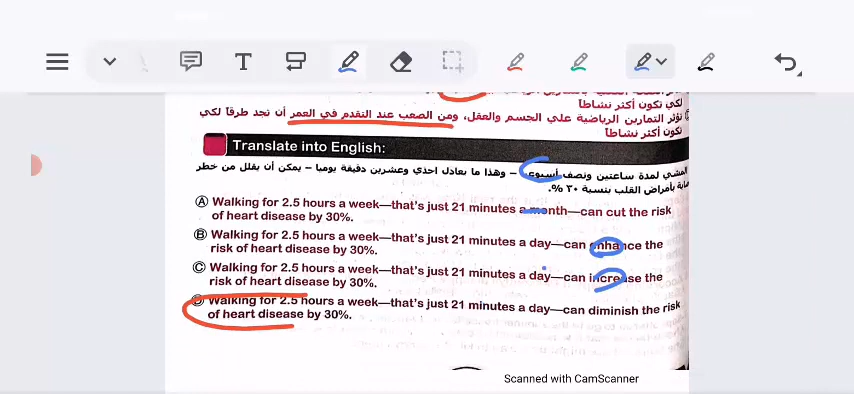 لكي تكون أكثر نشاطاً
تؤثر التمارين الرياضية علي الجسم والعقل، ومن الصعب عند التقدم في العمر أن تجد طرقاً لكي
تكون أكثر نشاطاً
Translate into English:
المشي لمدة ساعتين ونصف أسبوعياً – وهذا ما يعادل احدي وعشرين دقيقة يومياً – يمكن أن يقلل من خطر
بأمراض القلب بنسبة ٣٠ %.
Ⓐ Walking for 2.5 hours a week—that's just 21 minutes a month—can cut the risk
of heart disease by 30%.
Ⓑ Walking for 2.5 hours a week—that's just 21 minutes a day—can enhance the
risk of heart disease by 30%.
Ⓒ Walking for 2.5 hours a week—that's just 21 minutes a day—can increase the
risk of heart disease by 30%.
Ⓓ Walking for 2.5 hours a week—that's just 21 minutes a day—can diminish the risk
of heart disease by 30%.
Scanned with CamScanner